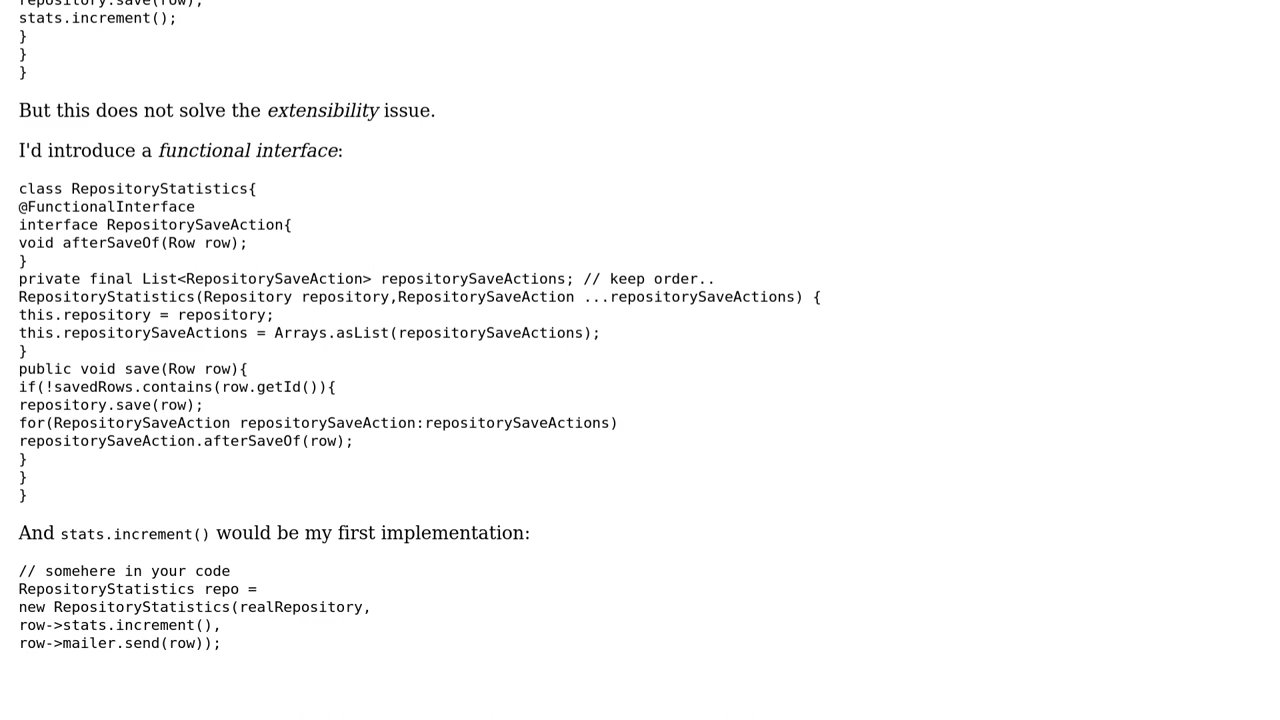 repository.save(row);
stats.increment();
}
}
}
But this does not solve the extensibility issue.
I'd introduce a functional interface:
class RepositoryStatistics{
@FunctionalInterface
interface RepositorySaveAction{
void afterSaveOf(Row row);
}
private final List<RepositorySaveAction> repositorySaveActions; // keep order..
RepositoryStatistics(Repository repository,RepositorySaveAction ...repositorySaveActions) {
this.repository = repository;
this.repositorySaveActions = Arrays.asList(repositorySaveActions);
}
public void save(Row row){
if(!savedRows.contains(row.getId()){
repository.save(row);
for(RepositorySaveAction repositorySaveAction:repositorySaveActions)
repositorySaveAction.afterSaveOf(row);
}
}
}
And stats.increment() would be my first implementation:
// somehere in your code
RepositoryStatistics repo =
new RepositoryStatistics(realRepository,
row->stats.increment(),
row->mailer.send(row));